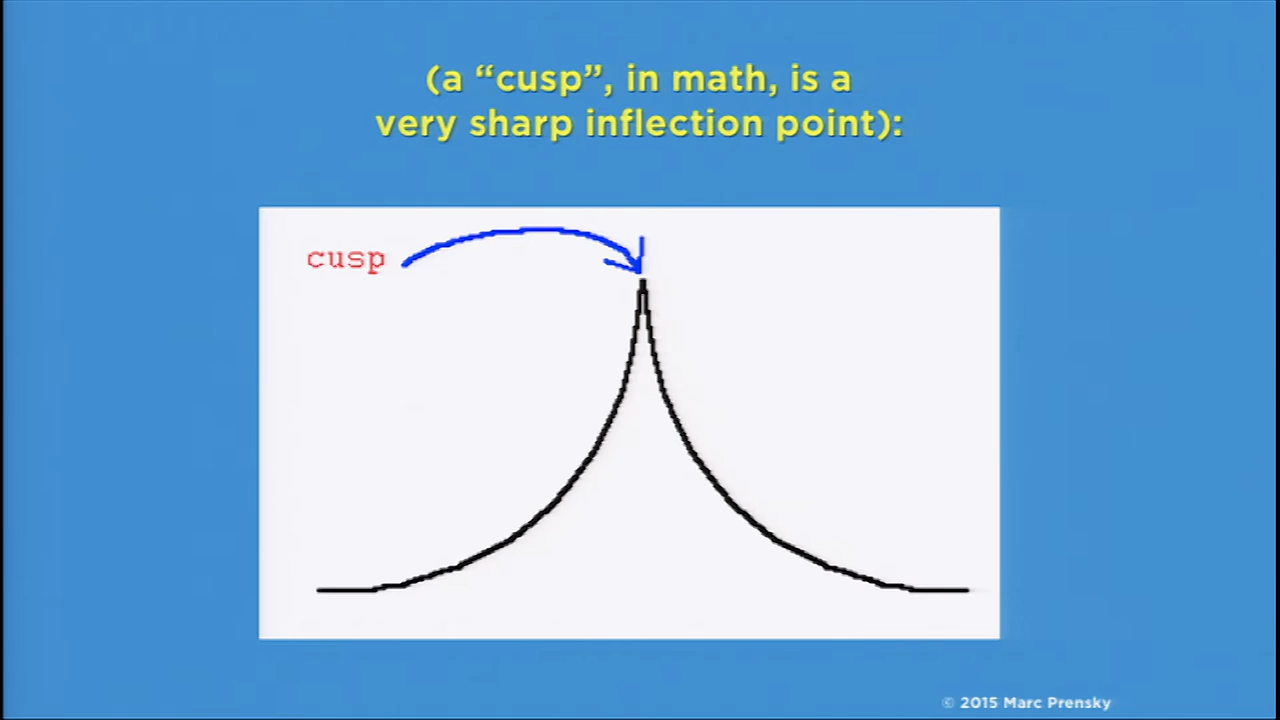 (a “cusp”, in math, is a
very sharp inflection point):
cusp
© 2015 Marc Prensky